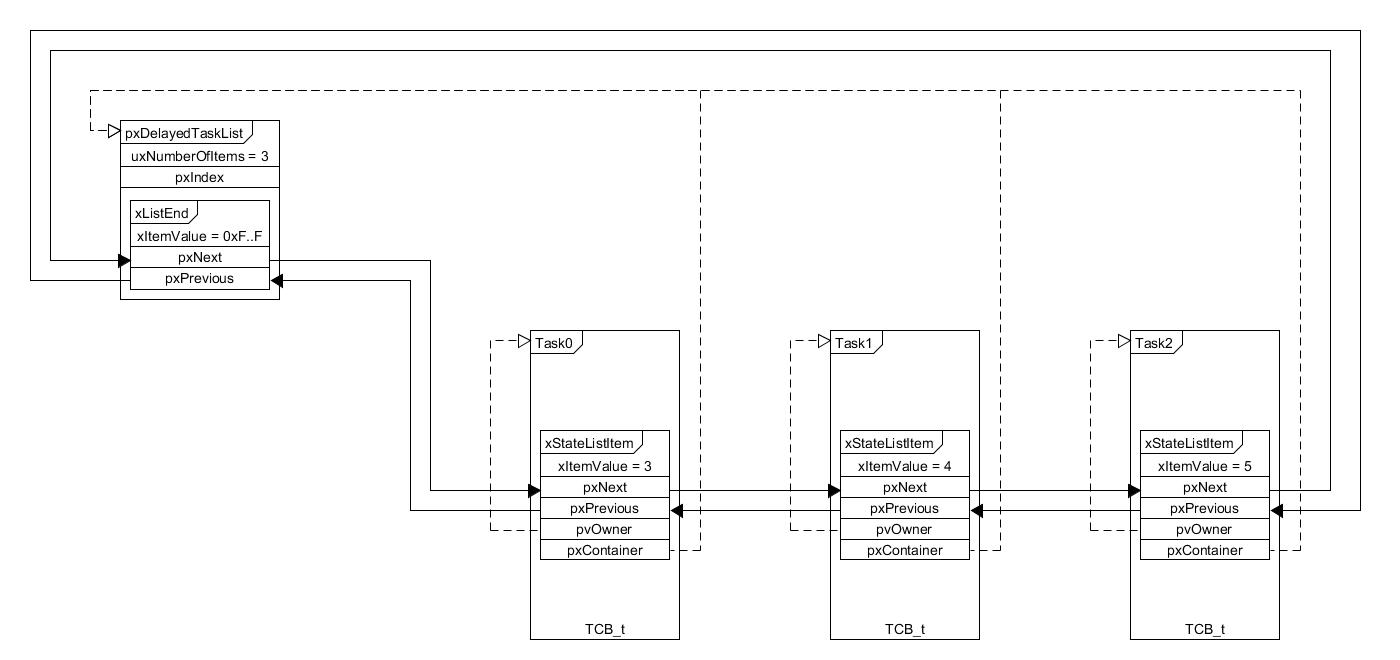 pxDelayedTaskList
uxNumberOfItems = 3
pxIndex
xListEnd
xItemValue = 0xF..F
pxNext
pxPrevious
Task0
xStateListItem
xItemValue = 3
pxNext
pxPrevious
pvOwner
pxContainer
TCB_t
Task1
xStateListItem
xItemValue = 4
pxNext
pxPrevious
pvOwner
pxContainer
TCB_t
Task2
xStateListItem
xItemValue = 5
pxNext
pxPrevious
pvOwner
pxContainer
TCB_t